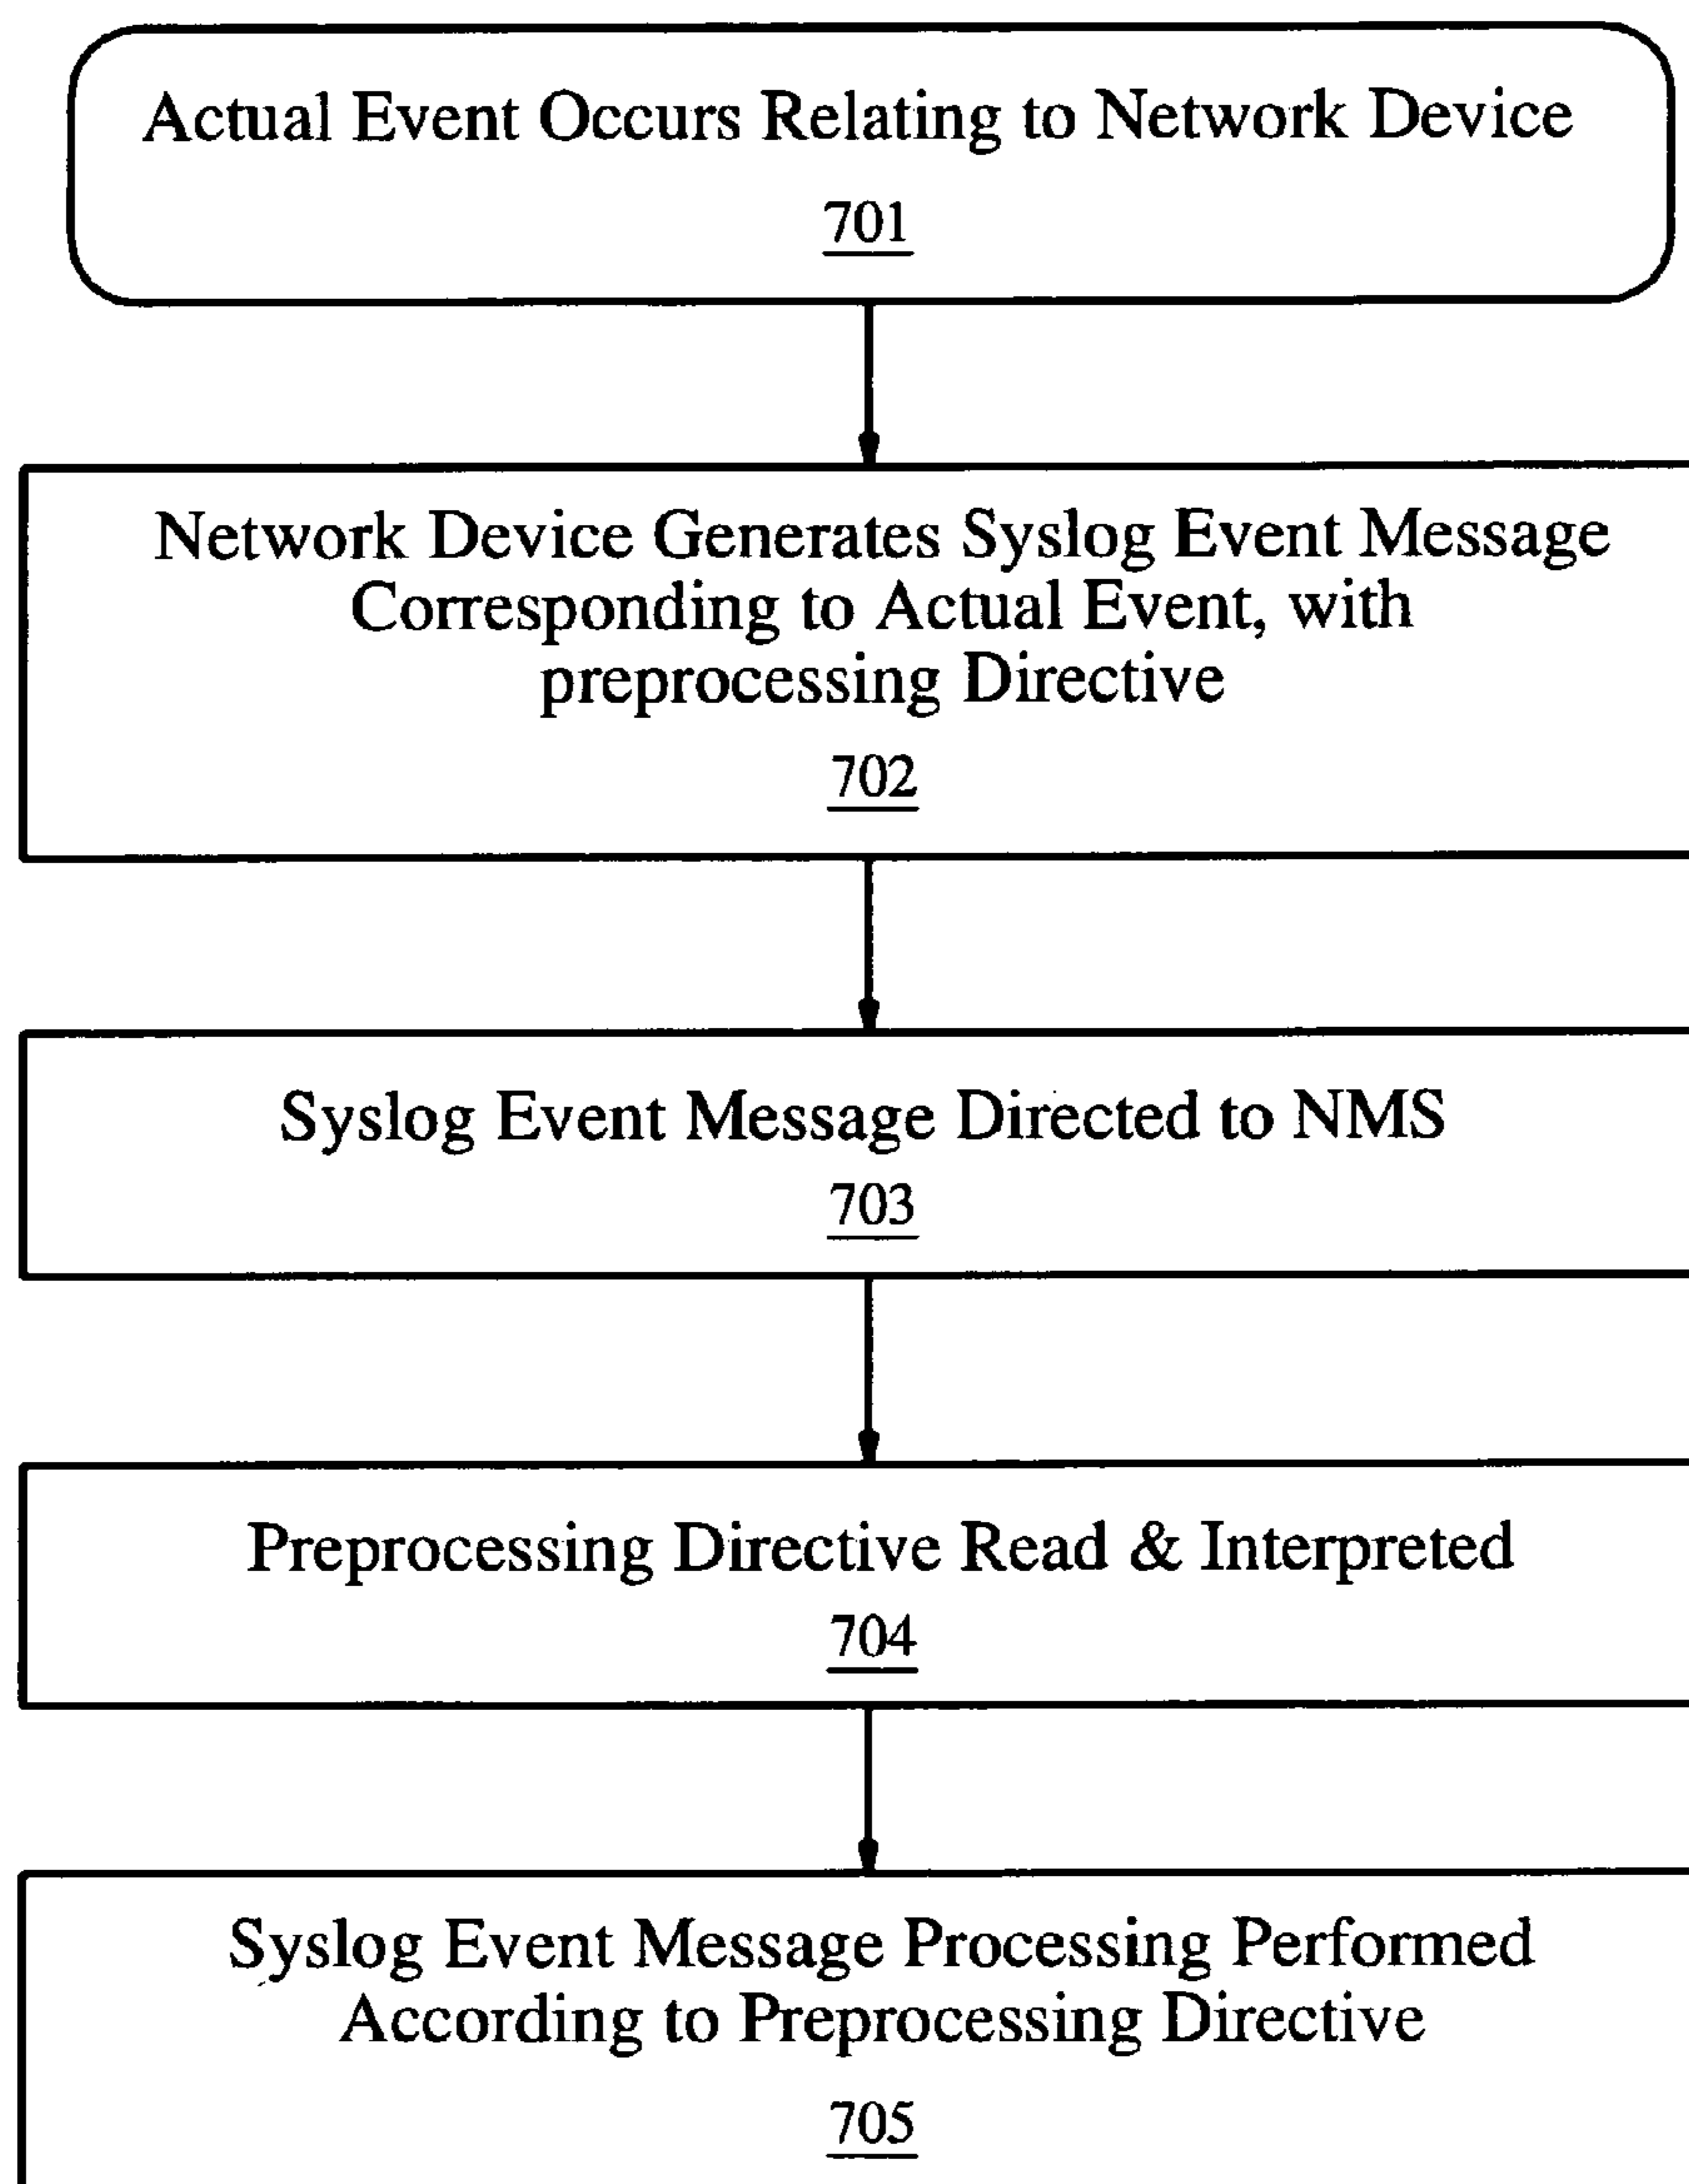 Actual Event Occurs Relating to Network Device
701
Network Device Generates Syslog Event Message
Corresponding to Actual Event, with
preprocessing Directive
702
Syslog Event Message Directed to NMS
703
Preprocessing Directive Read & Interpreted
704
Syslog Event Message Processing Performed
According to Preprocessing Directive
705